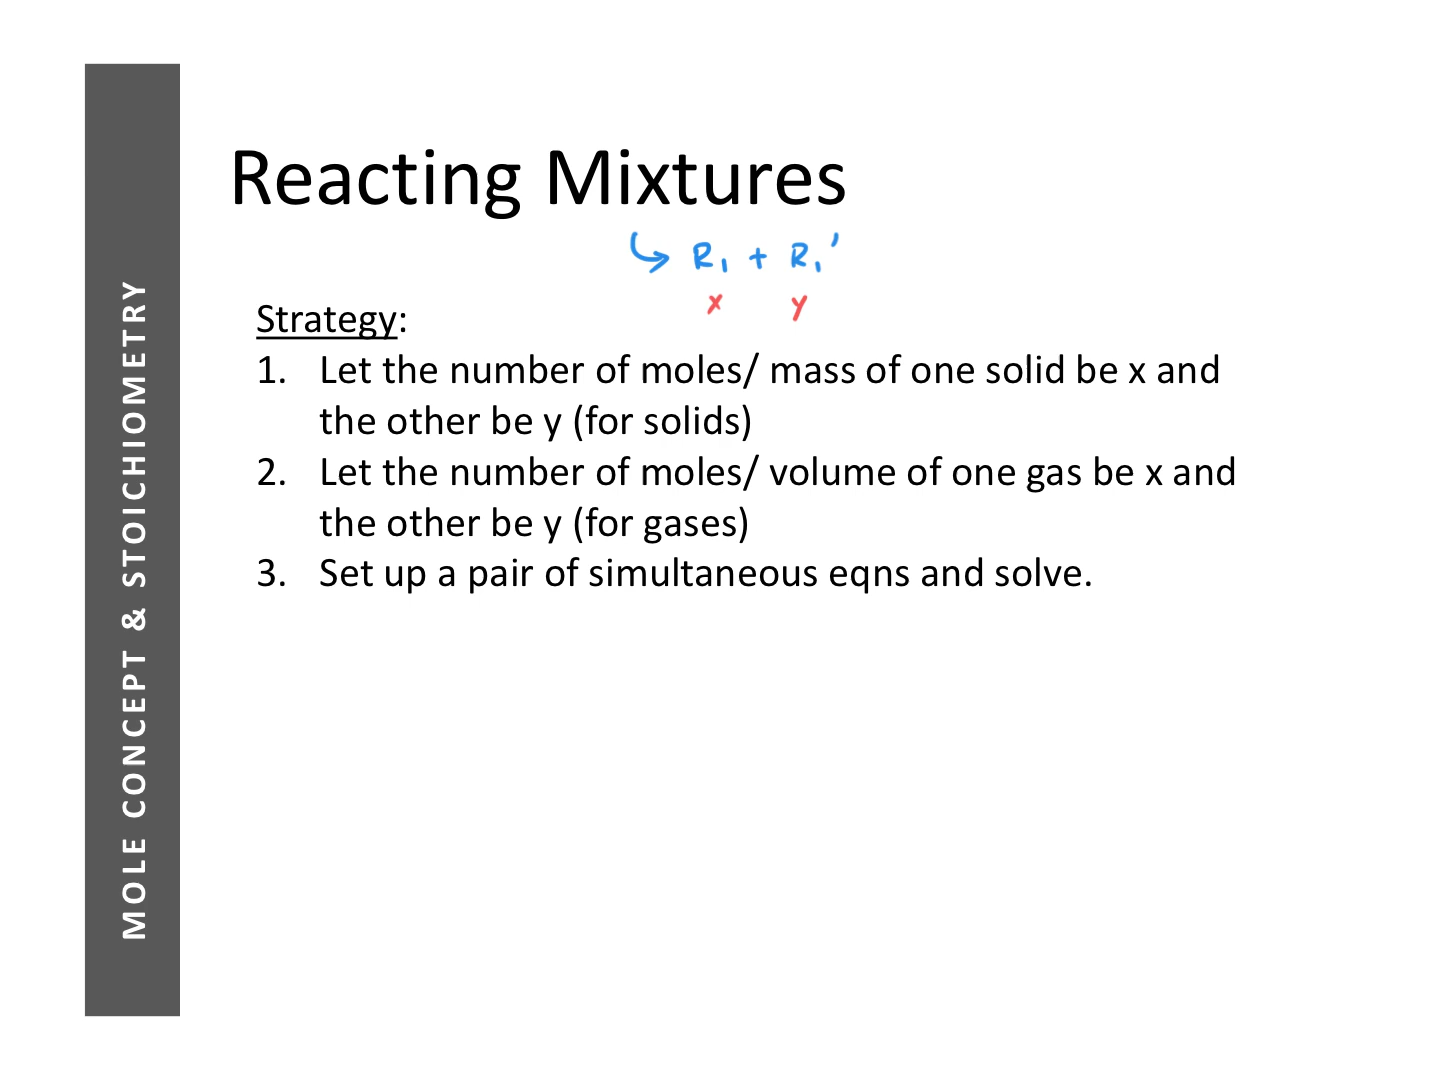 MOLE CONCEPT & STOICHIOMETRY
Reacting Mixtures
R₁ + R₁'
x y
Strategy:
1. Let the number of moles/ mass of one solid be x and
the other be y (for solids)
2. Let the number of moles/ volume of one gas be x and
the other be y (for gases)
3. Set up a pair of simultaneous eqns and solve.